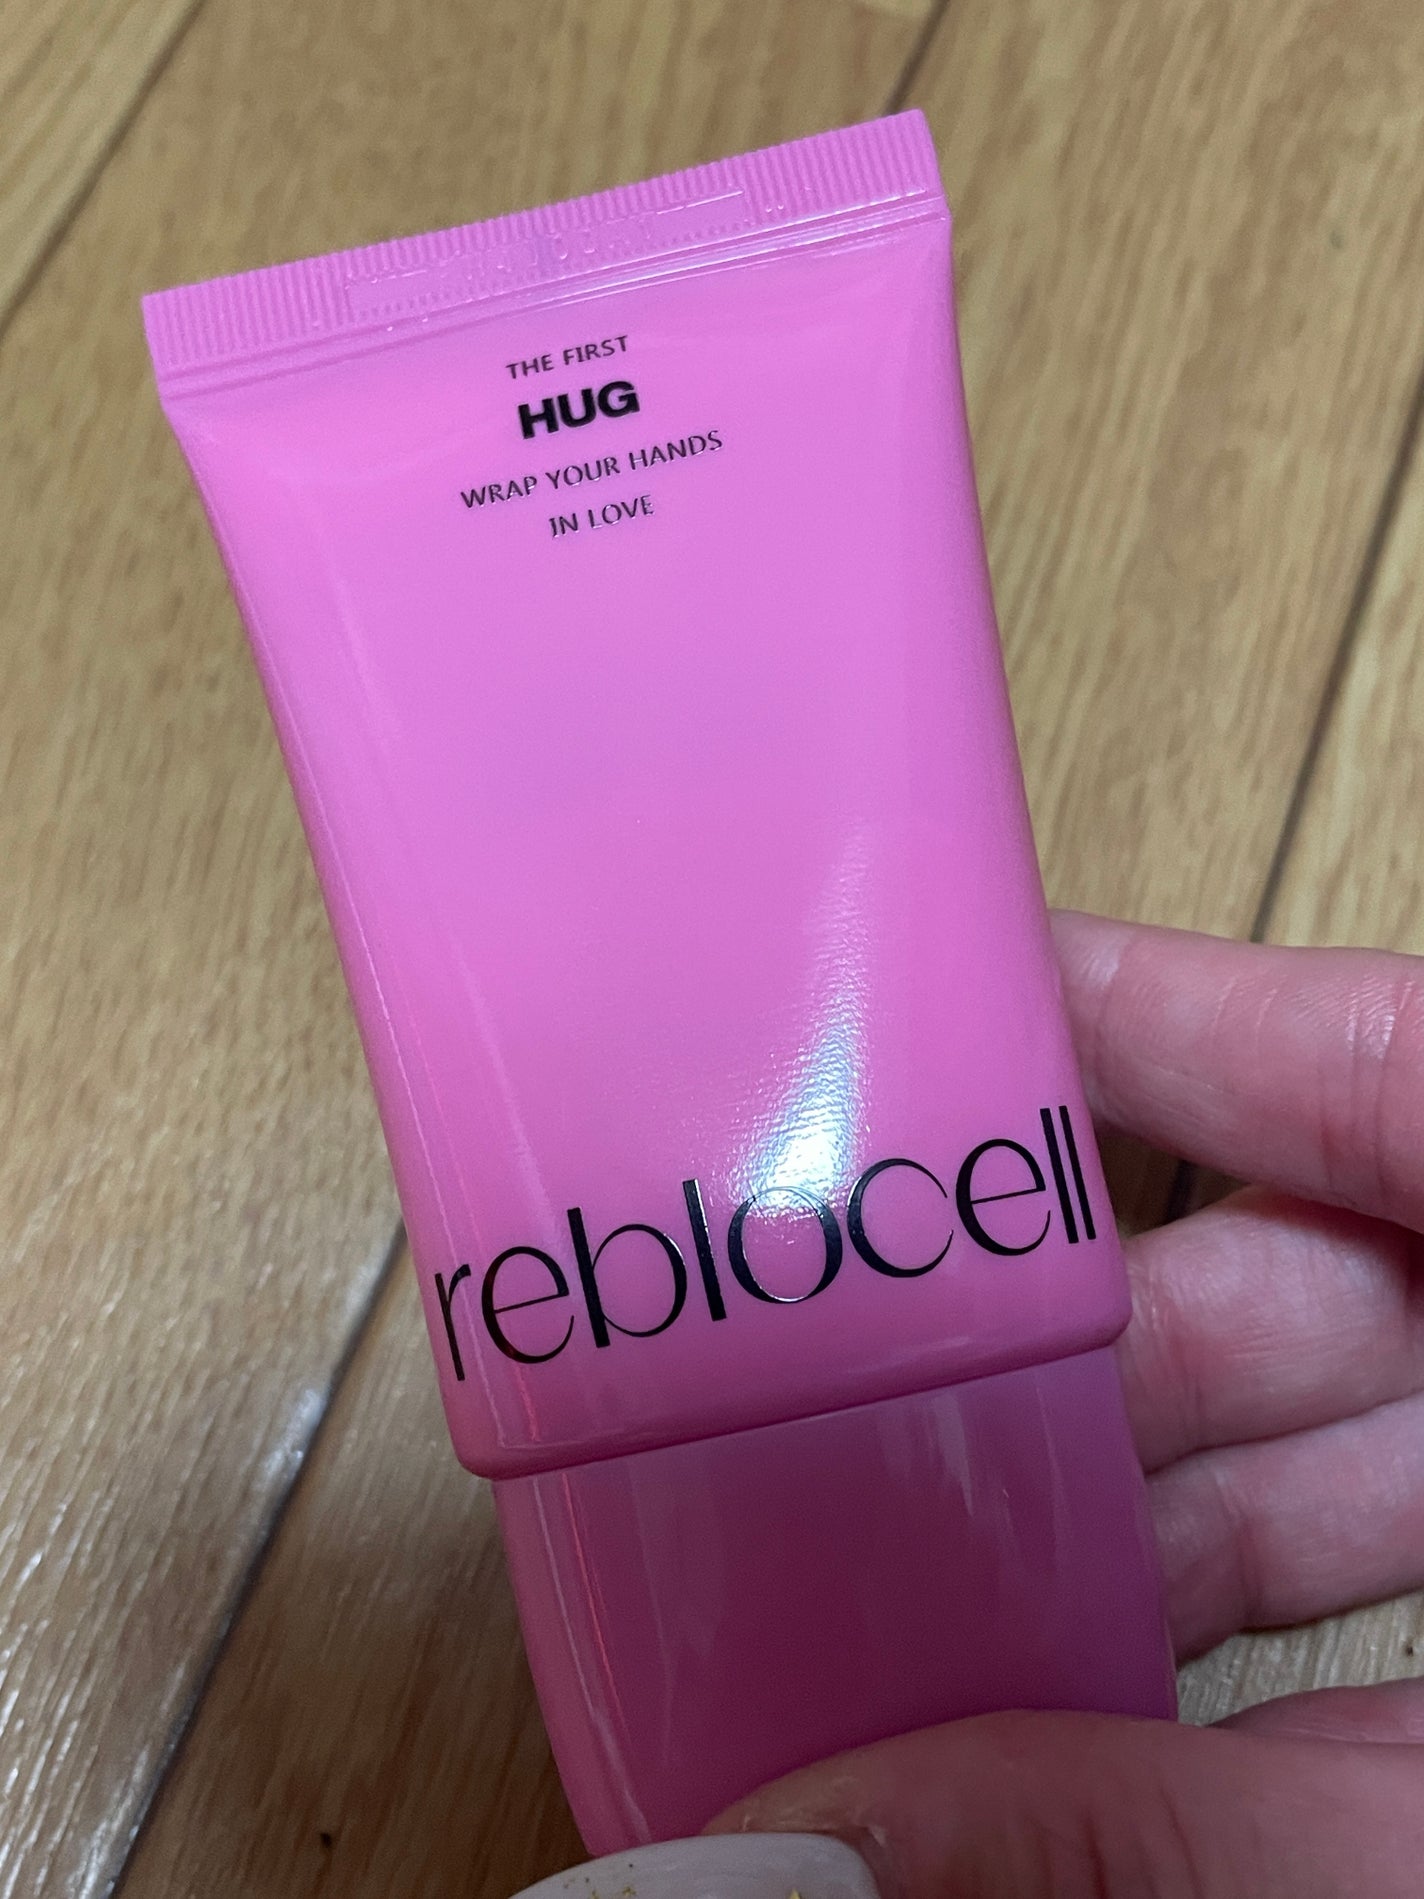 THE FIRST
HUG
WRAP YOUR HANDS
IN LOVE
reblocell